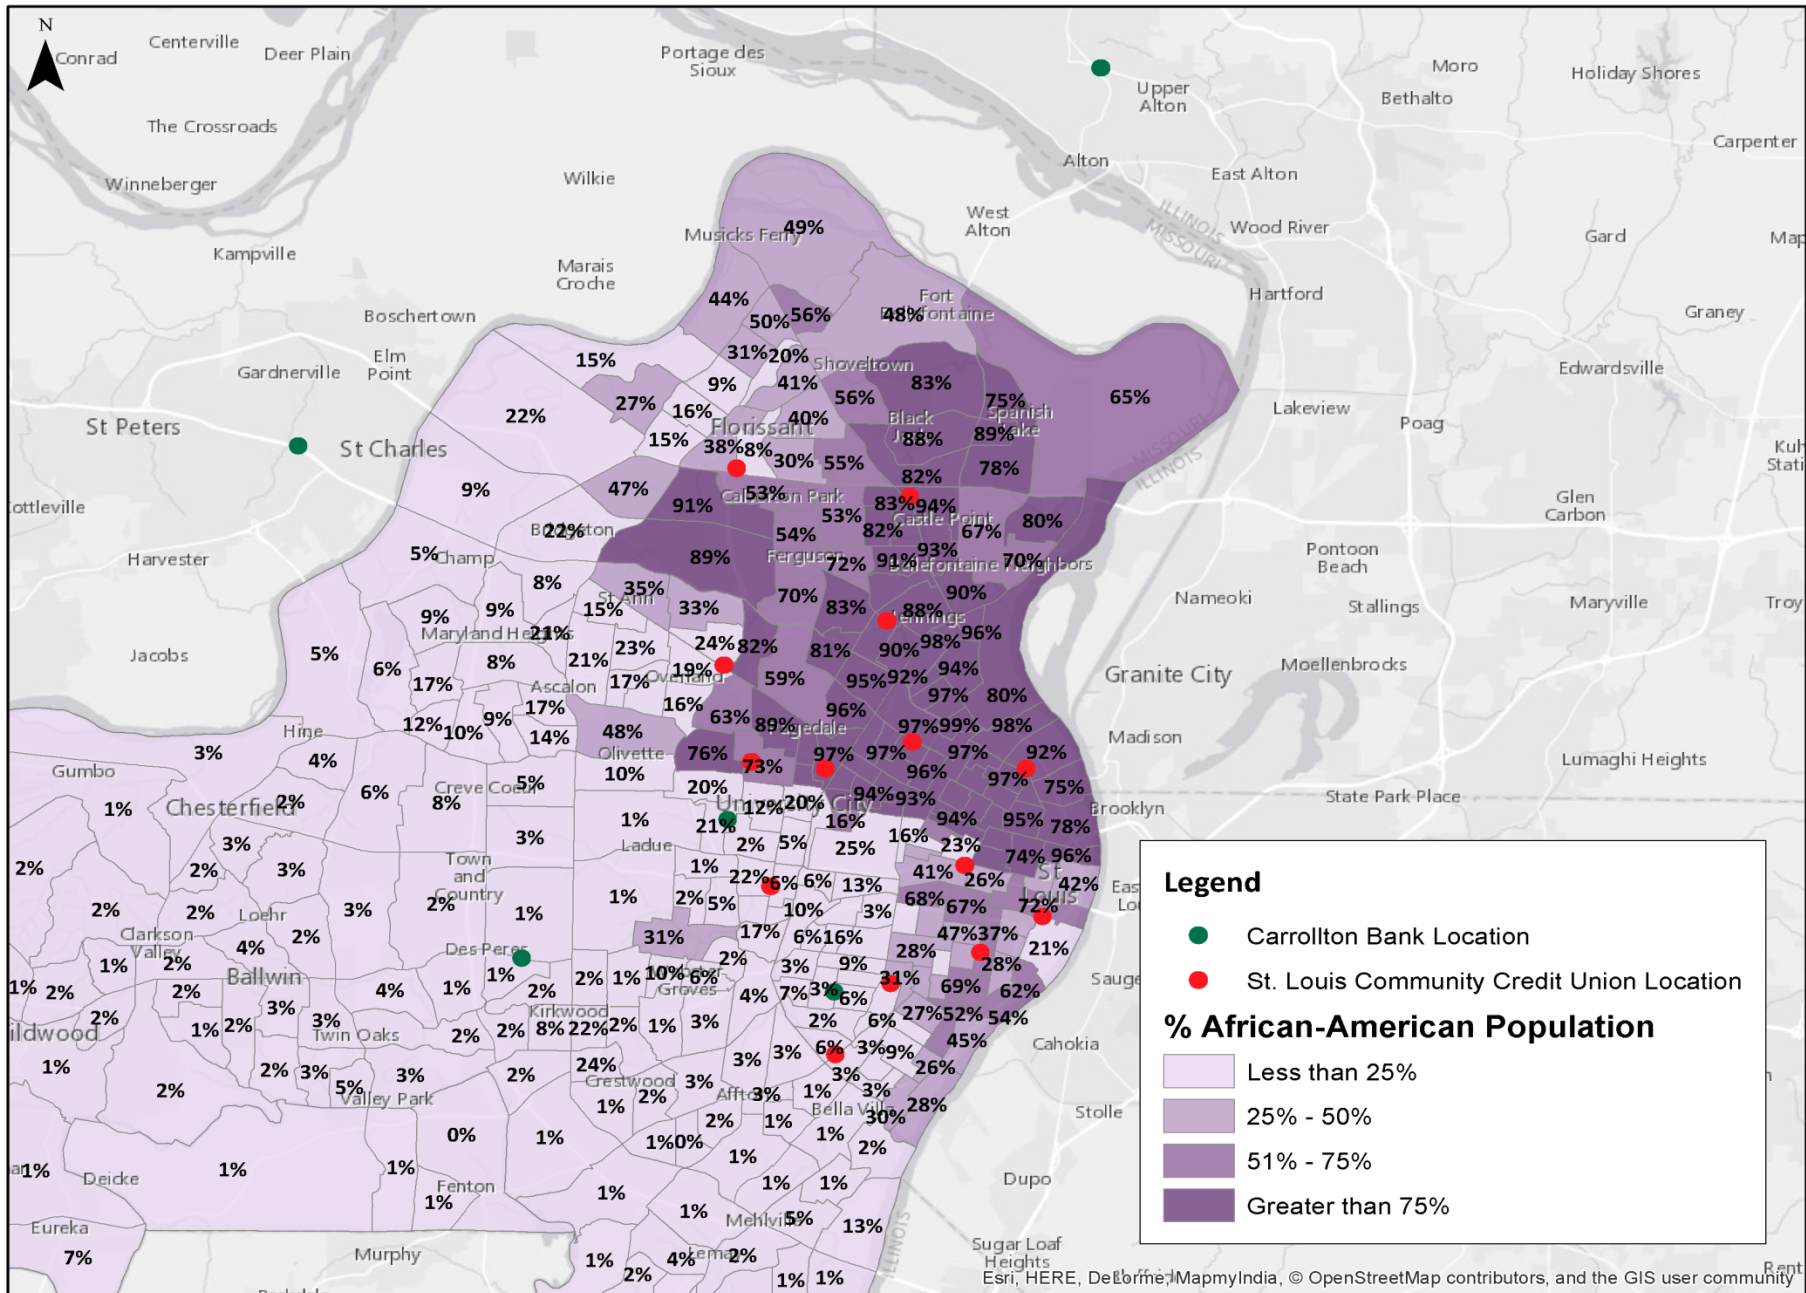 N
Conrad
Centerville
Deer Plain
Portage des
Sioux
Upper
Alton
Moro
Bethalto
Holiday Shores
The Crossroads
Carpenter
Winneberger
Wilkie
Alton
East Alton
West
Alton
ILLINOIS
MISSOURI
Wood River
Gard
Map
Kampville
Musicks Ferry
49%
Marais
Croche
Hartford
Graney
Boschertown
44%
50%
56%
Fort
48%
Elm
Point
Gardnerville
15%
31%
20%
Shoveltown
83%
Edwardsville
9%
41%
56%
75%
65%
St Peters
22%
27%
16%
40%
Black
Spanish
Lake
Lakeview
Poag
St Charles
15%
Florissant
38%
8%
30%
55%
88%
89%
MISSOURI
ILLINOIS
9%
47%
78%
82%
91%
53%
83%
94%
80%
Glen
Carbon
22%
54%
53%
Castle Point
82%
67%
Harvester
5%
Champ
89%
Ferguson
72%
91%
93%
70%
Pontoon
Beach
8%
35%
St Ann
33%
70%
83%
88%
90%
Nameoki
Stallings
Maryville
Troy
9%
9%
15%
Maryland Heights
21%
23%
24%
82%
81%
90%
98%
96%
Jacobs
5%
6%
8%
21%
17%
19%
Overland
59%
95%
92%
94%
Granite City
Moellenbrocks
17%
Ascalon
17%
16%
63%
89%
96%
97%
80%
Hine
12%
10%
9%
14%
48%
Olivette
97%
99%
98%
Madison
3%
4%
76%
73%
97%
97%
97%
92%
Lumaghi Heights
Gumbo
6%
5%
Creve Coeur
8%
10%
20%
96%
97%
75%
Chesterfield
2%
1%
University City
12%
20%
94%
93%
Brooklyn
State Park Place
3%
1%
Ladue
21%
2%
5%
16%
25%
16%
94%
23%
95%
78%
2%
3%
2%
3%
Town
and
Country
2%
1%
22%
6%
6%
13%
41%
26%
74%
96%
St
Louis
42%
2%
2%
Loehr
3%
1%
1%
2%
5%
10%
3%
68%
67%
72%
Clarkson
Valley
2%
4%
2%
Des Peres
31%
17%
6%
16%
47%
37%
21%
1%
Ballwin
1%
2%
1%
10%
6%
Groves
2%
3%
9%
28%
28%
1%
2%
2%
4%
1%
2%
4%
7%
3%
6%
31%
69%
62%
2%
1%
2%
3%
3%
Twin Oaks
2%
2%
Kirkwood
8%
22%
2%
1%
3%
2%
6%
27%
52%
54%
1%
2%
2%
3%
5%
Valley Park
3%
2%
24%
Crestwood
3%
3%
3%
6%
3%
9%
45%
26%
Cahokia
1%
2%
3%
1%
3%
3%
Bella Villa
30%
28%
Stolle
0%
1%
1%
0%
2%
1%
1%
2%
1%
Deicke
1%
1%
Fenton
1%
1%
1%
1%
1%
Dupo
Eureka
7%
Murphy
1%
Mehlville
5%
13%
ILLINOIS
Sugar Loaf
Heights
1%
2%
4%
Lemay
2%
1%
1%
Legend
Carrollton Bank Location
St. Louis Community Credit Union Location
% African-American Population
Less than 25%
25% - 50%
51% - 75%
Greater than 75%
Esri, HERE, DeLorme, MapmyIndia, © OpenStreetMap contributors, and the GIS user community